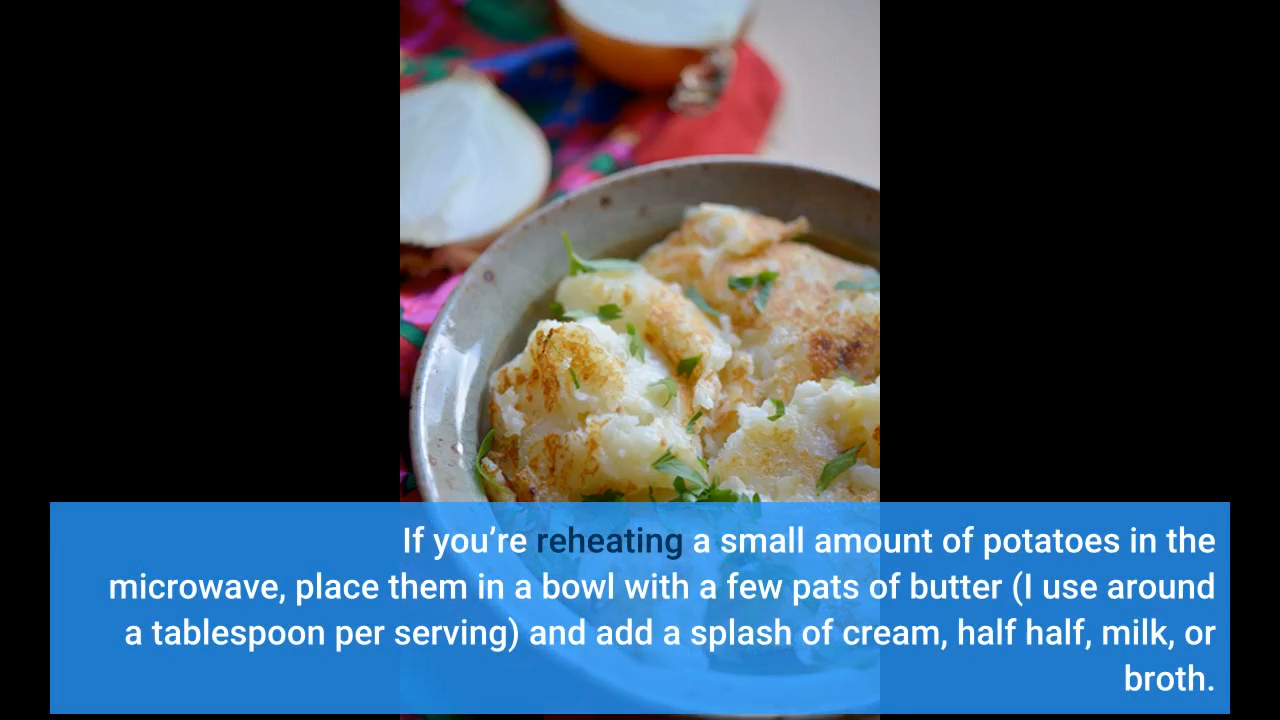 If you’re reheating a small amount of potatoes in the
microwave, place them in a bowl with a few pats of butter (I use around
a tablespoon per serving) and add a splash of cream, half half, milk, or
broth.